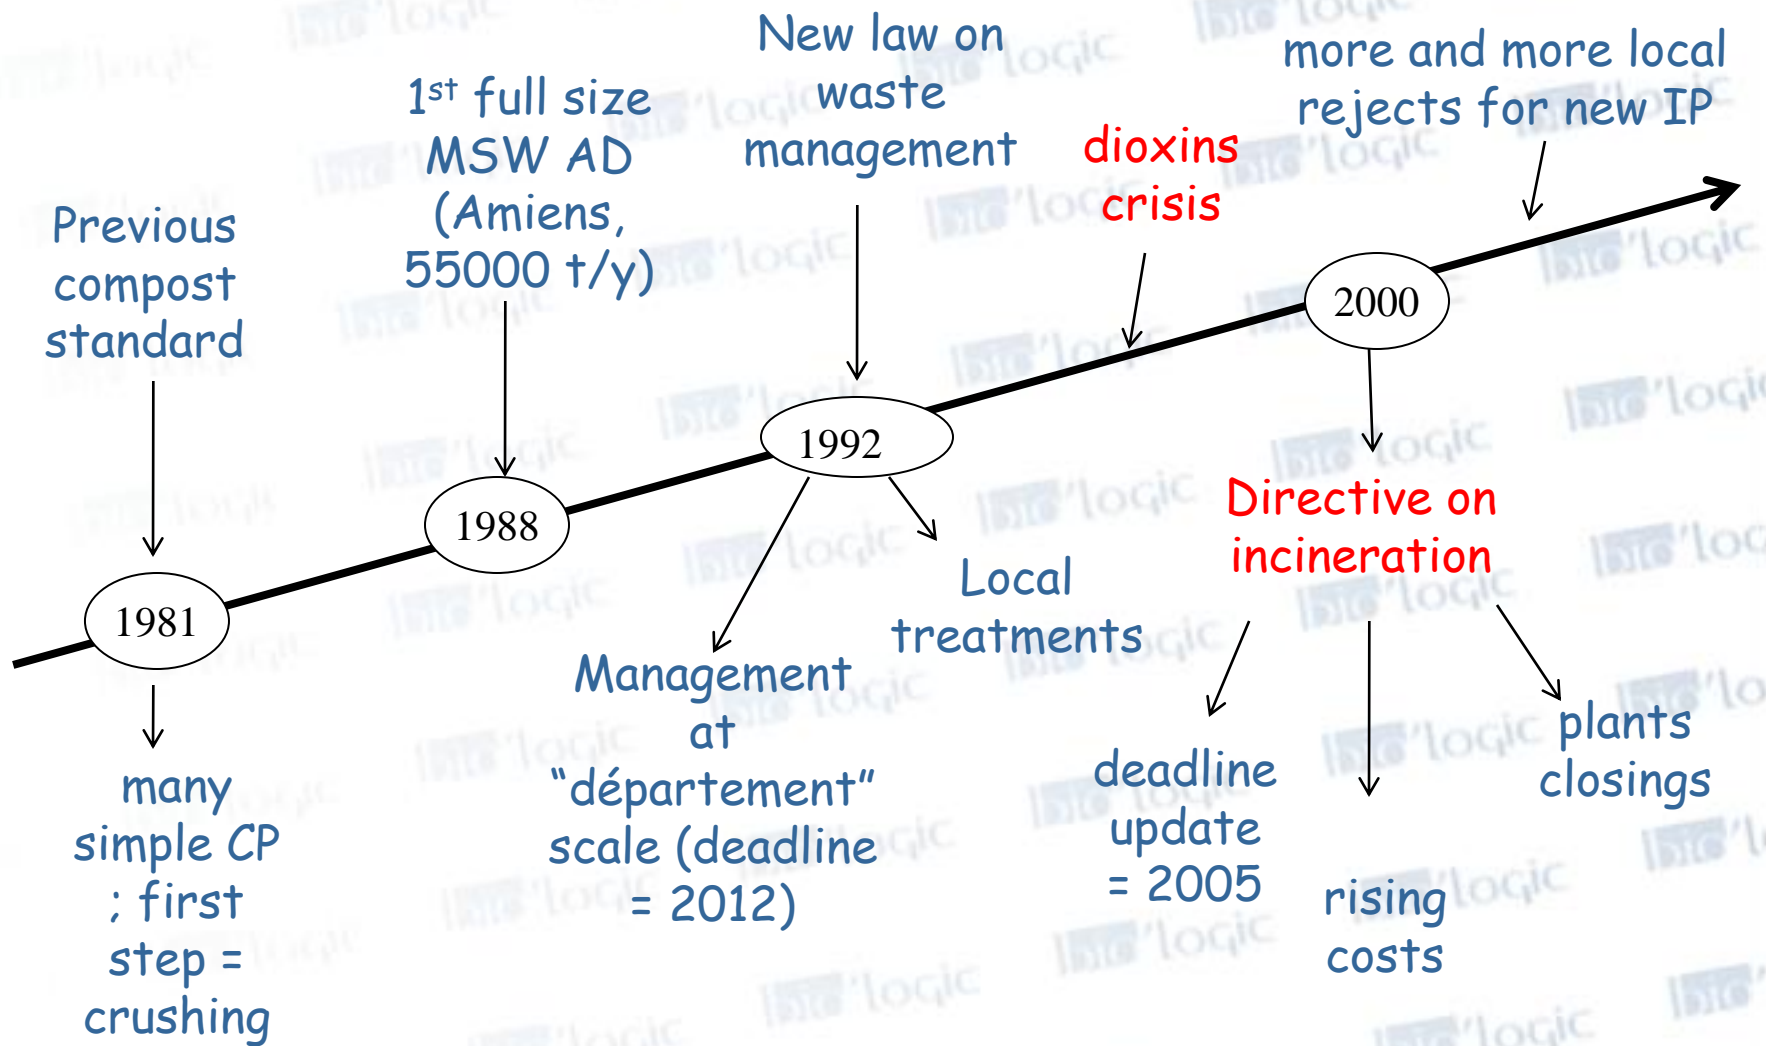 Previous
compost
standard
1981
many
simple CP
; first
step =
crushing
1st full size
MSW AD
(Amiens,
55000 t/y)
1988
New law on
waste
management
1992
Management
at
“département”
scale (deadline
= 2012)
Local
treatments
dioxins
crisis
2000
Directive on
incineration
deadline
update
= 2005
rising
costs
plants
closings
more and more local
rejects for new IP